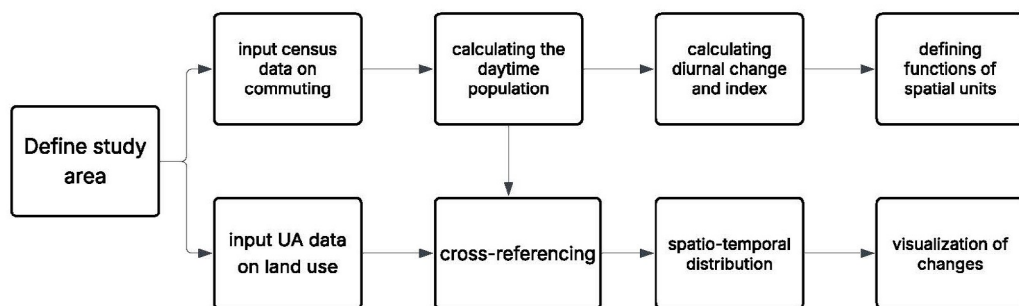 Define study
area
input census
data on
commuting
calculating the
daytime
population
calculating
diurnal change
and index
defining
functions of
spatial units
input UA data
on land use
cross-referencing
spatio-temporal
distribution
visualization of
changes